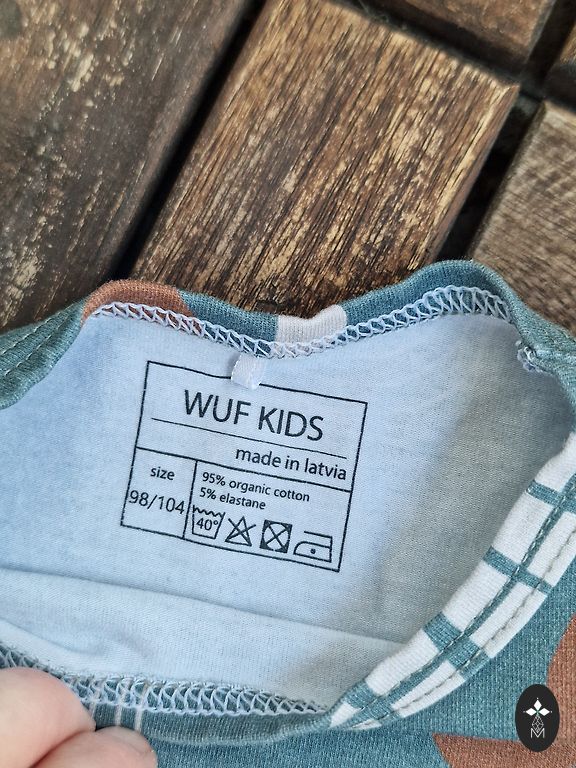 WUF KIDS
made in latvia
size
98/104
95% organic cotton
5% elastane
40°
M